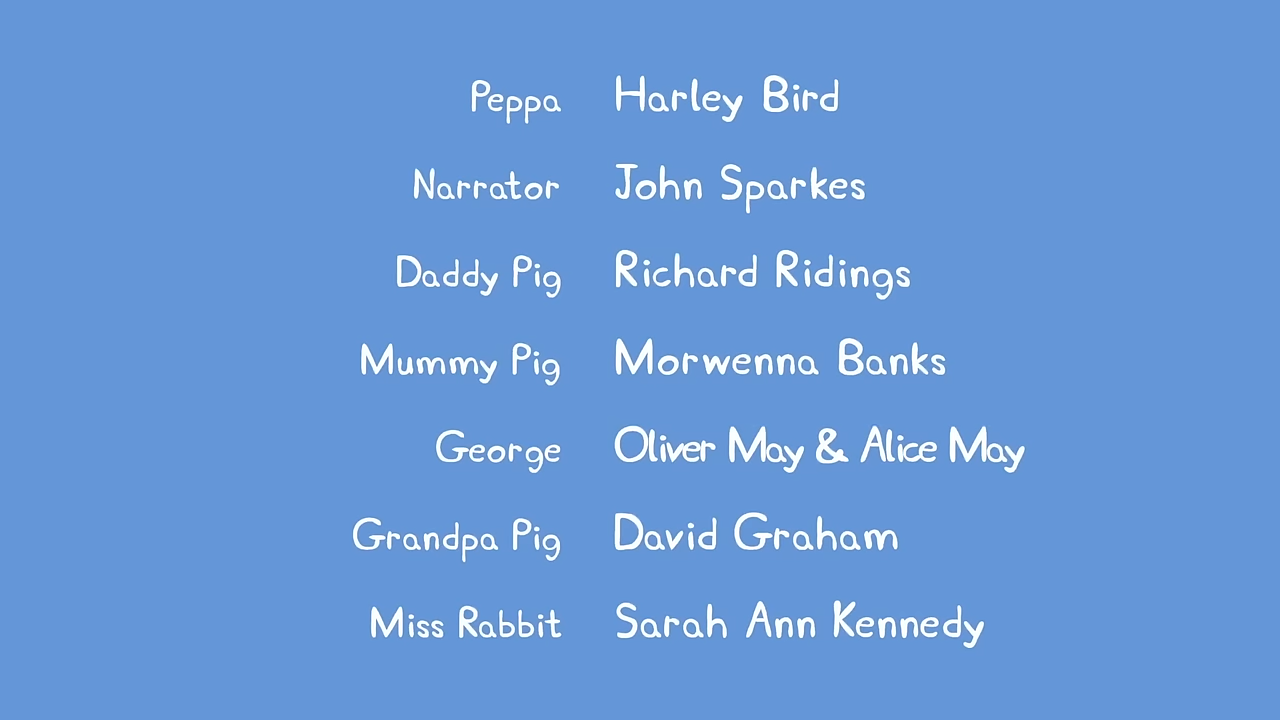 Peppa Harley Bird
Narrator John Sparkes
Daddy Pig Richard Ridings
Mummy Pig Morwenna Banks
George Oliver May & Alice May
Grandpa Pig David Graham
Miss Rabbit Sarah Ann Kennedy